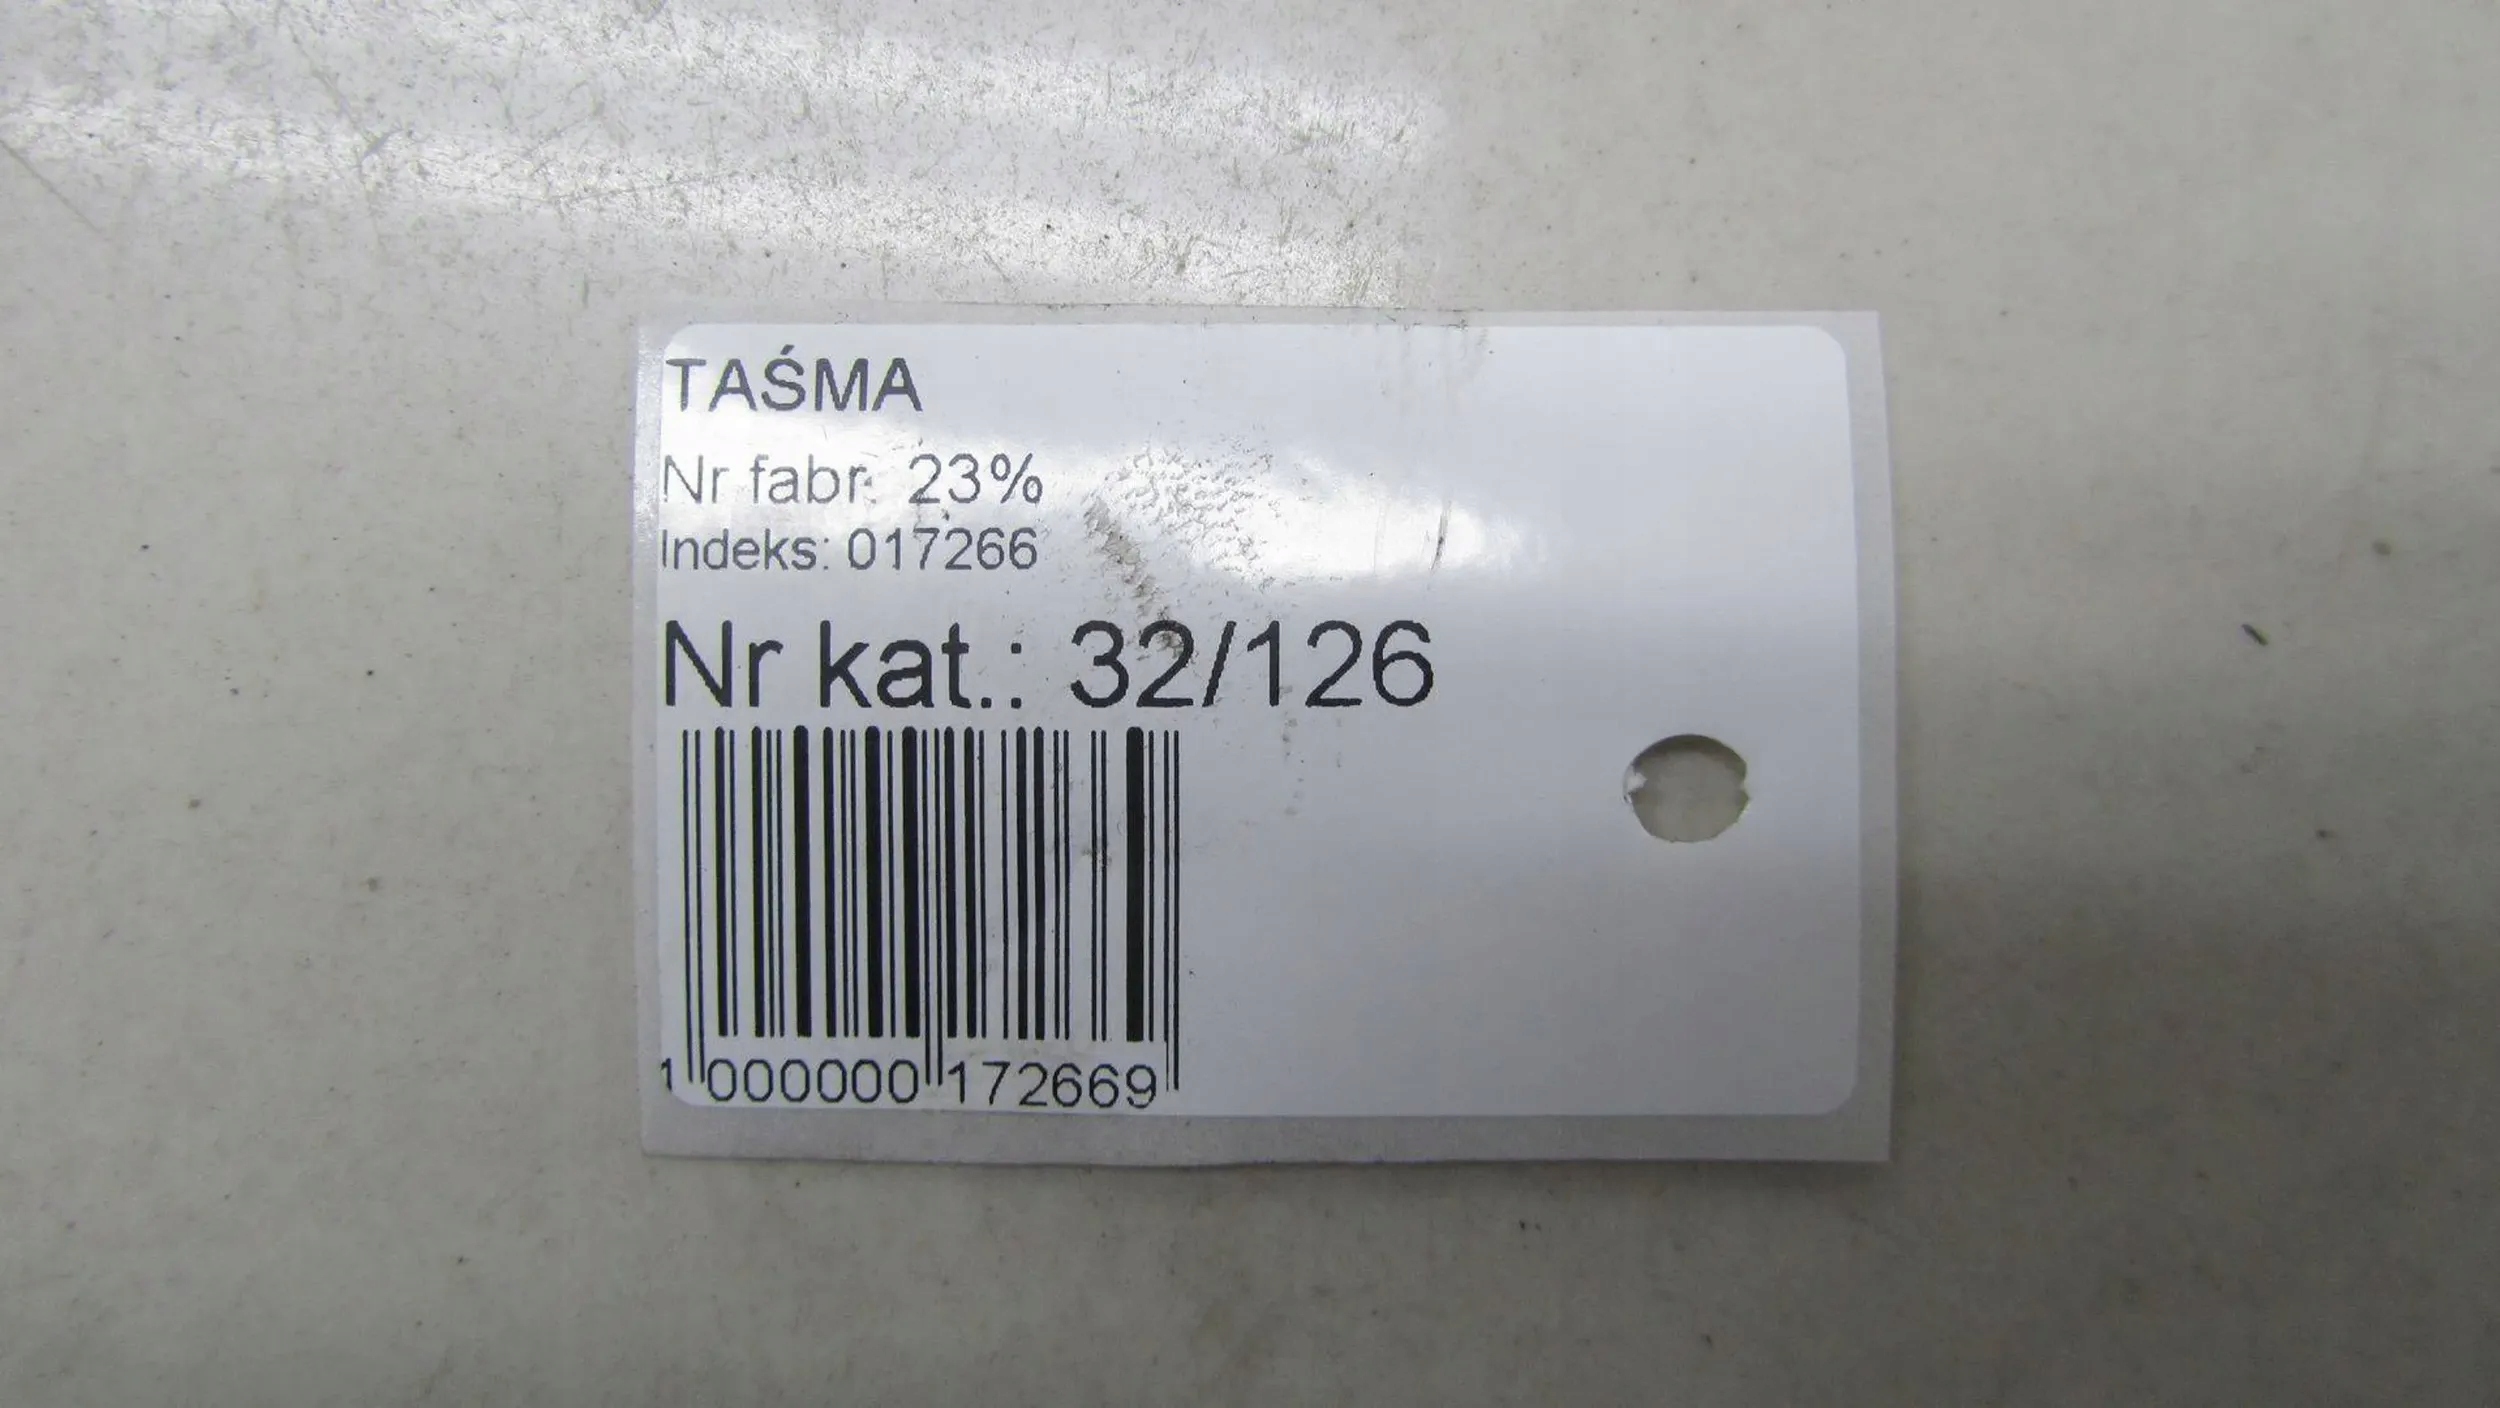 TAŚMA
Nr fabr.: 23%
Indeks: 017266
Nr kat.: 32/126
1 000000 172669